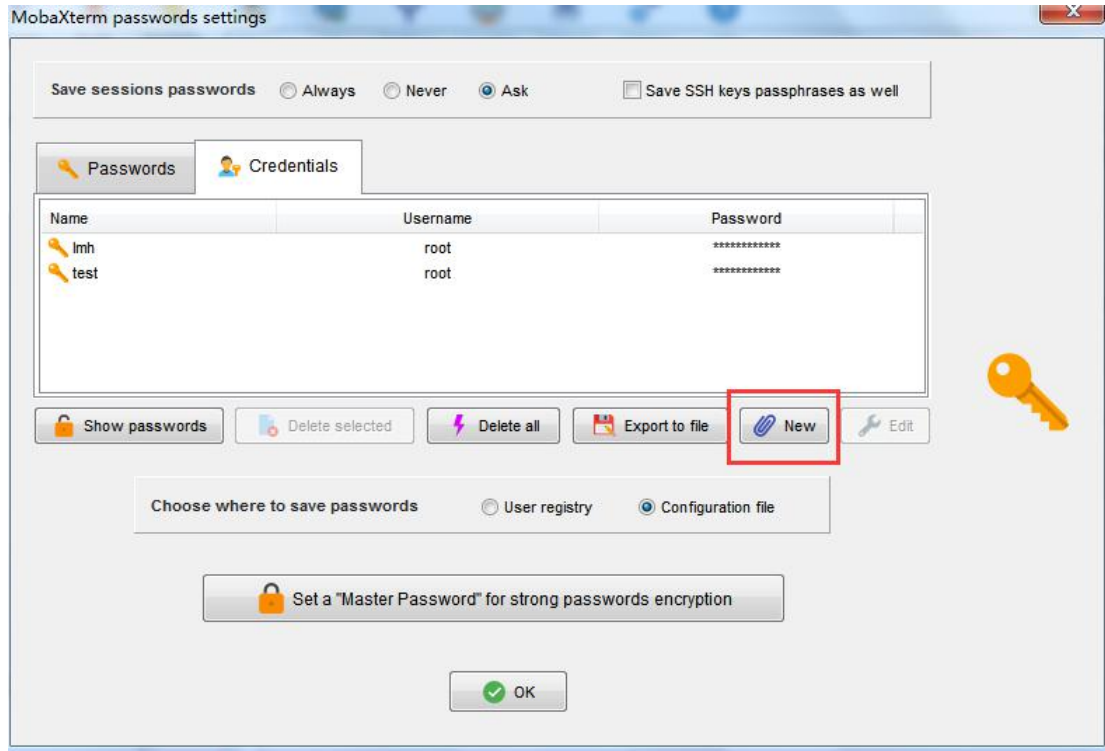 MobaXterm passwords settings
Save sessions passwords Always Never Ask Save SSH keys passphrases as well
Passwords Credentials
Name Username Password
lmh root ************
test root ************
Show passwords Delete selected Delete all Export to file New Edit
Choose where to save passwords User registry Configuration file
Set a "Master Password" for strong passwords encryption
OK